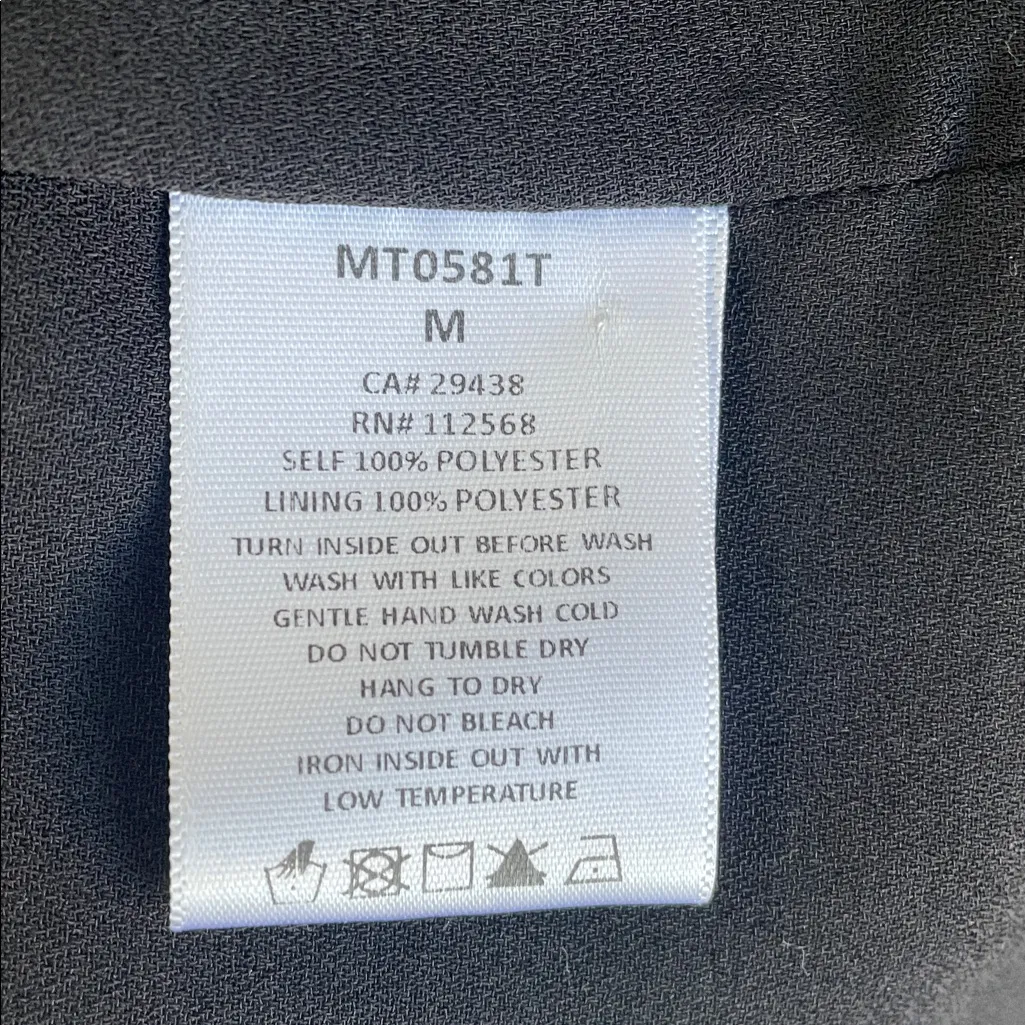 MT0581T
M
CA# 29438
RN# 112568
SELF 100% POLYESTER
LINING 100% POLYESTER
TURN INSIDE OUT BEFORE WASH
WASH WITH LIKE COLORS
GENTLE HAND WASH COLD
DO NOT TUMBLE DRY
HANG TO DRY
DO NOT BLEACH
IRON INSIDE OUT WITH
LOW TEMPERATURE